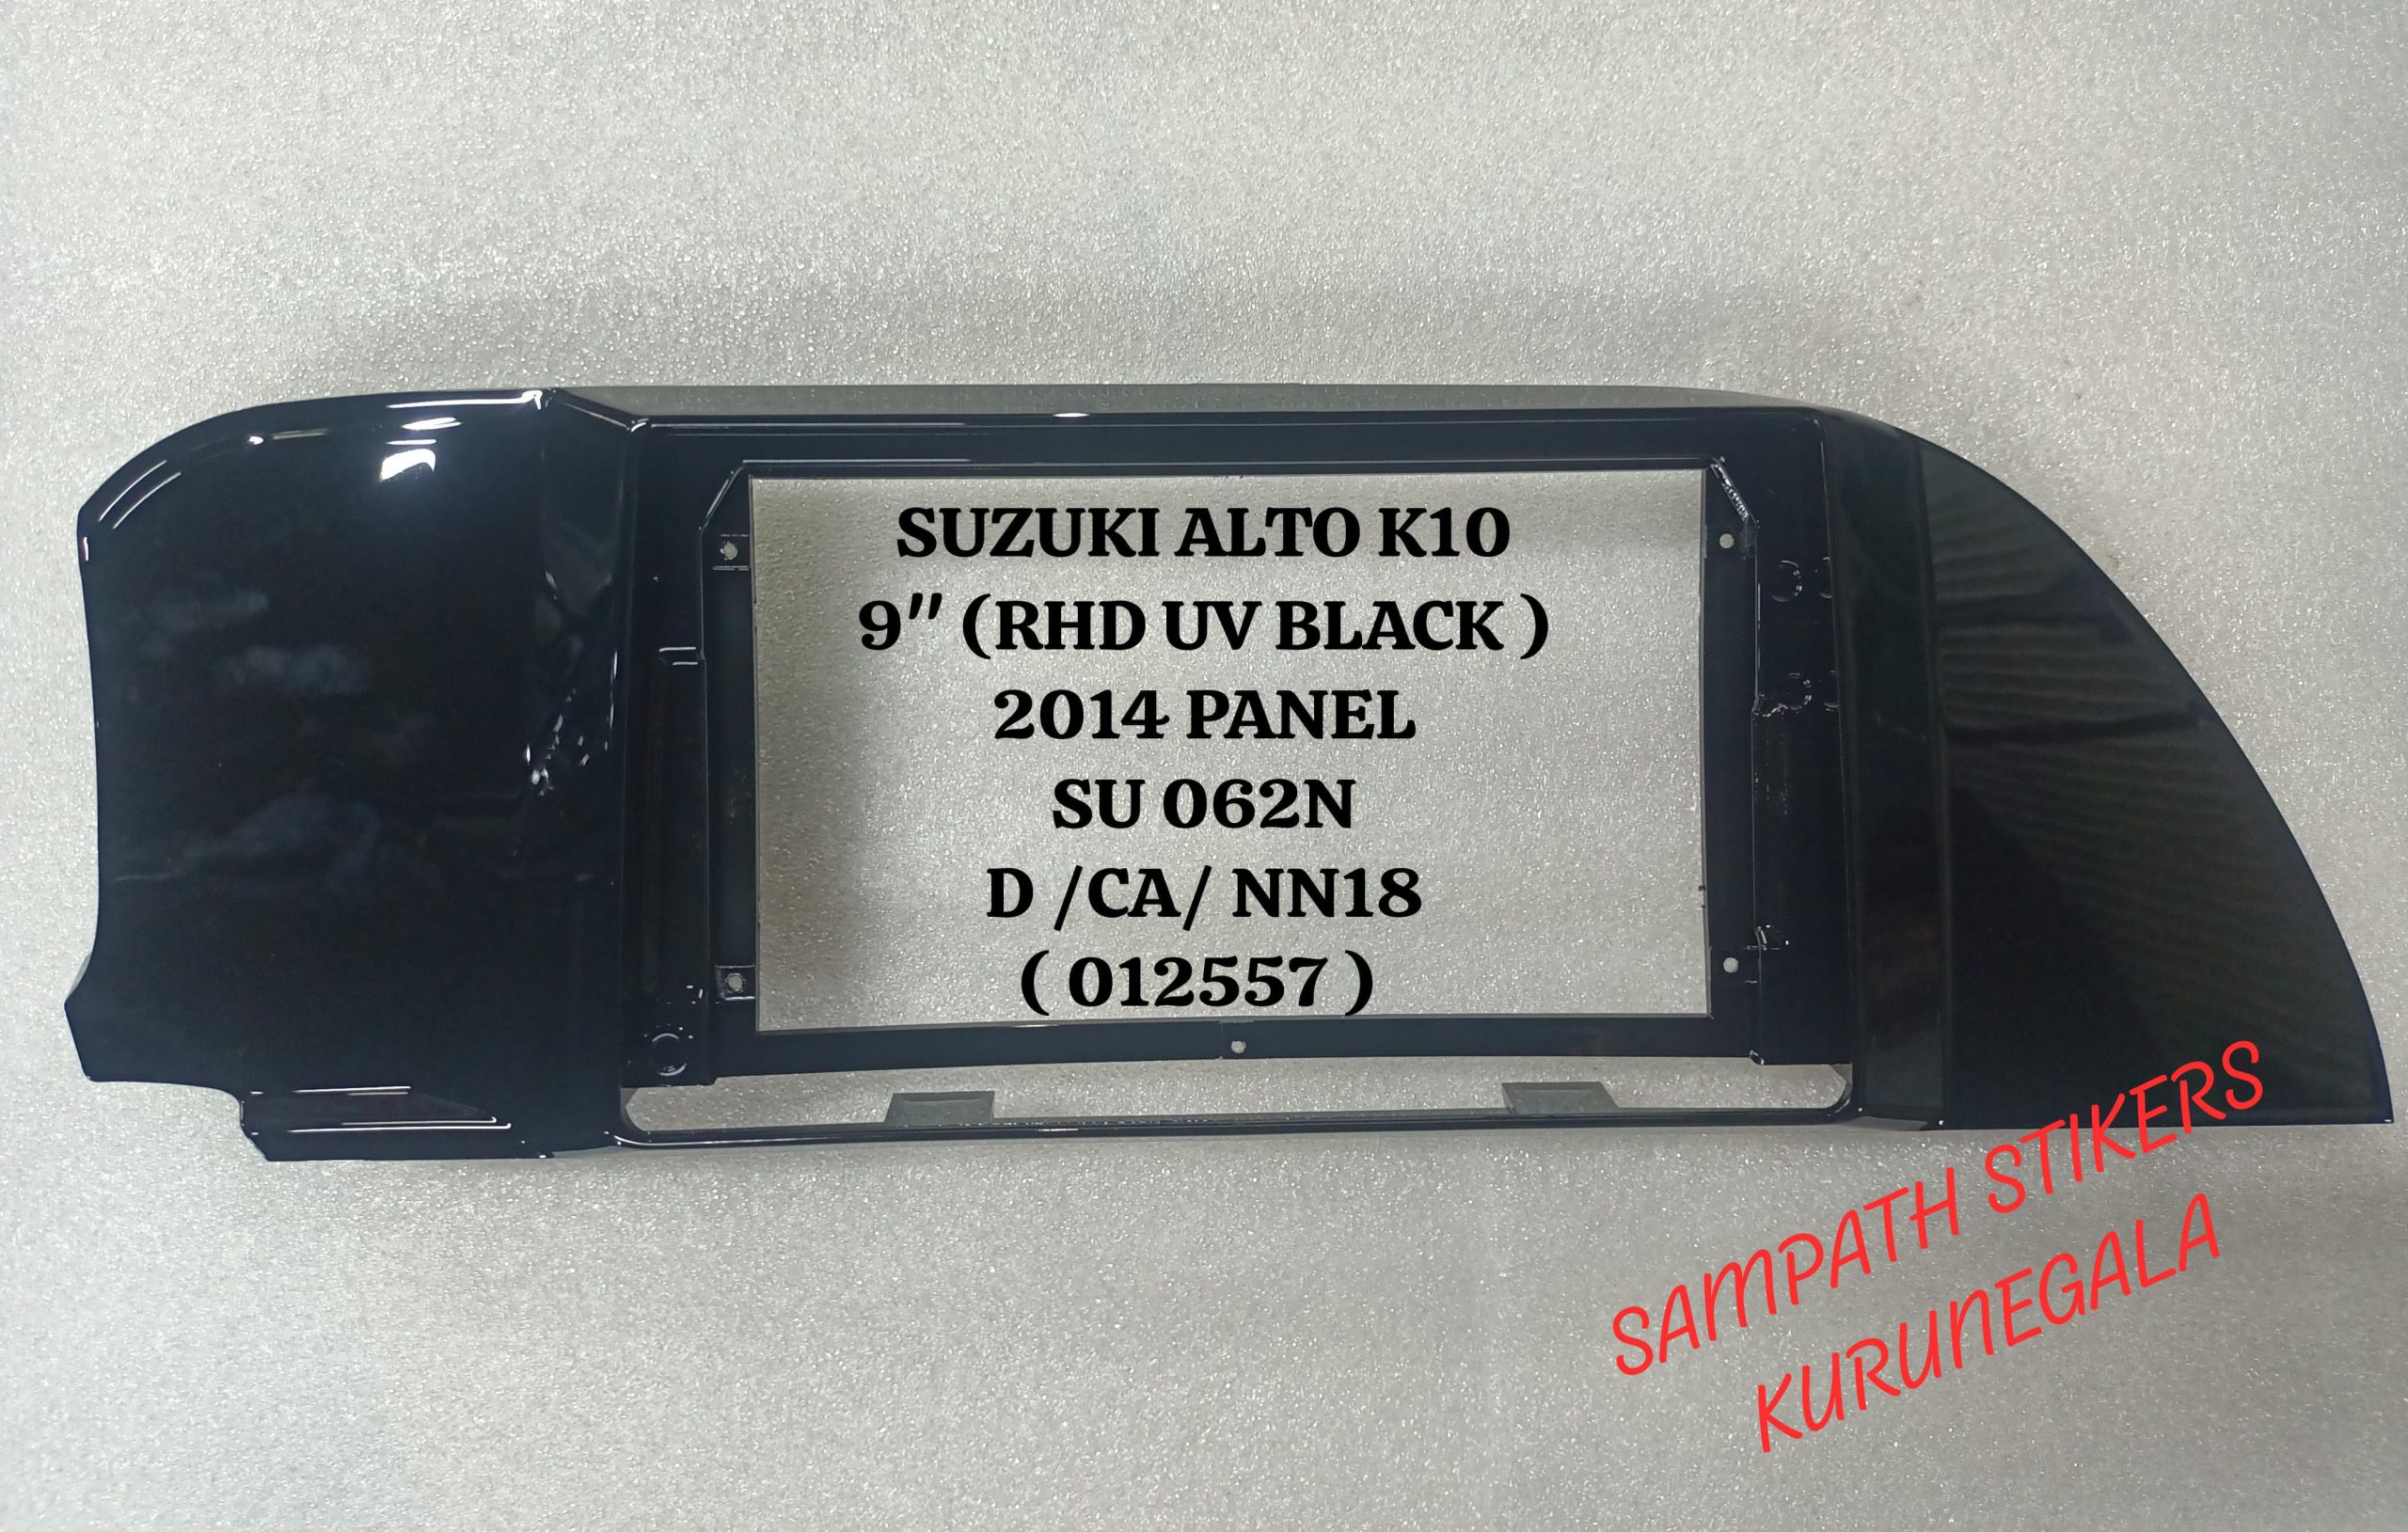 SUZUKI ALTO K10
9" (RHD UV BLACK )
2014 PANEL
SU 062N
D /CA/ NN18
( 012557 )
SAMPATH STIKERS
KURUNEGALA